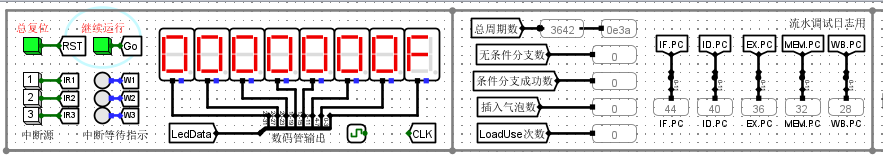 总复位
RST
继续运行
Go
1 IR1
2 IR2
3 IR3
中断源
W1
W2
W3
中断等待指示
0000000F
LedData
数码管输出
CLK
总周期数 3642 0e3a
无条件分支数 0
条件分支成功数 0
插入气泡数 0
LoadUse次数 0
流水调试日志用
IF.PC ID.PC EX.PC MEM.PC WB.PC
44 40 36 32 28
IF.PC ID.PC EX.PC MEM.PC WB.PC